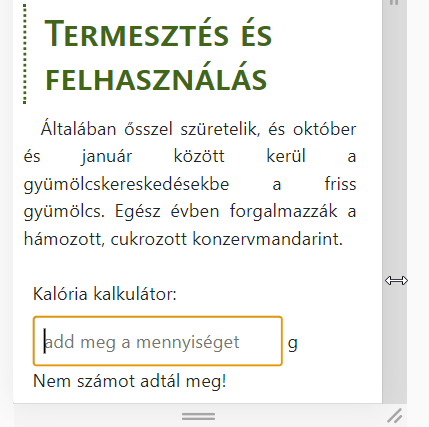 Termesztés és
felhasználás
Általában ősszel szüretelik, és október
és január között kerül a
gyümölcskereskedésekbe a friss
gyümölcs. Egész évben forgalmazzák a
hámozott, cukrozott konzervmandarint.
Kalória kalkulátor:
add meg a mennyiséget g
Nem számot adtál meg!